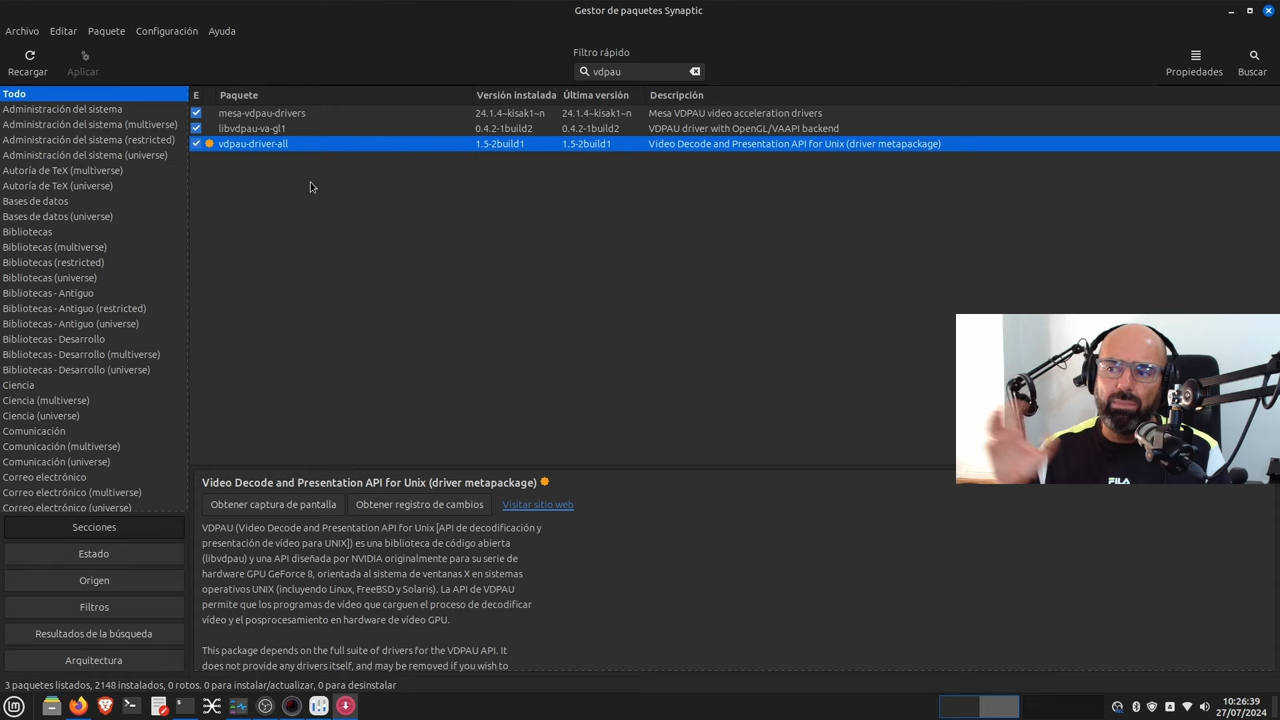 Gestor de paquetes Synaptic
Archivo Editar Paquete Configuración Ayuda
Recargar Aplicar
Filtro rápido
vdpau
Propiedades Buscar
E Paquete Versión instalada Última versión Descripción
mesa-vdpau-drivers 24.1.4~kisak1~n 24.1.4~kisak1~n Mesa VDPAU video acceleration drivers
libvdpau-va-gl1 0.4.2-1build2 0.4.2-1build2 VDPAU driver with OpenGL/VAAPI backend
vdpau-driver-all 1.5-2build1 1.5-2build1 Video Decode and Presentation API for Unix (driver metapackage)
Todo
Administración del sistema
Administración del sistema (multiverse)
Administración del sistema (restricted)
Administración del sistema (universe)
Autoría de TeX (multiverse)
Autoría de TeX (universe)
Bases de datos
Bases de datos (universe)
Bibliotecas
Bibliotecas (multiverse)
Bibliotecas (restricted)
Bibliotecas (universe)
Bibliotecas - Antiguo
Bibliotecas - Antiguo (restricted)
Bibliotecas - Antiguo (universe)
Bibliotecas - Desarrollo
Bibliotecas - Desarrollo (multiverse)
Bibliotecas - Desarrollo (universe)
Ciencia
Ciencia (multiverse)
Ciencia (universe)
Comunicación
Comunicación (multiverse)
Comunicación (universe)
Correo electrónico
Correo electrónico (multiverse)
Correo electrónico (universe)
Secciones
Estado
Origen
Filtros
Resultados de la búsqueda
Arquitectura
FILA
Video Decode and Presentation API for Unix (driver metapackage)
Obtener captura de pantalla Obtener registro de cambios Visitar sitio web
VDPAU (Video Decode and Presentation API for Unix [API de decodificación y
presentación de vídeo para UNIX]) es una biblioteca de código abierta
(libvdpau) y una API diseñada por NVIDIA originalmente para su serie de
hardware GPU GeForce 8, orientada al sistema de ventanas X en sistemas
operativos UNIX (incluyendo Linux, FreeBSD y Solaris). La API de VDPAU
permite que los programas de vídeo que carguen el proceso de decodificar
vídeo y el posprocesamiento en hardware de vídeo GPU.
This package depends on the full suite of drivers for the VDPAU API. It
does not provide any drivers itself, and may be removed if you wish to
3 paquetes listados, 2148 instalados, 0 rotos. 0 para instalar/actualizar, 0 para desinstalar
10:26:39
27/07/2024